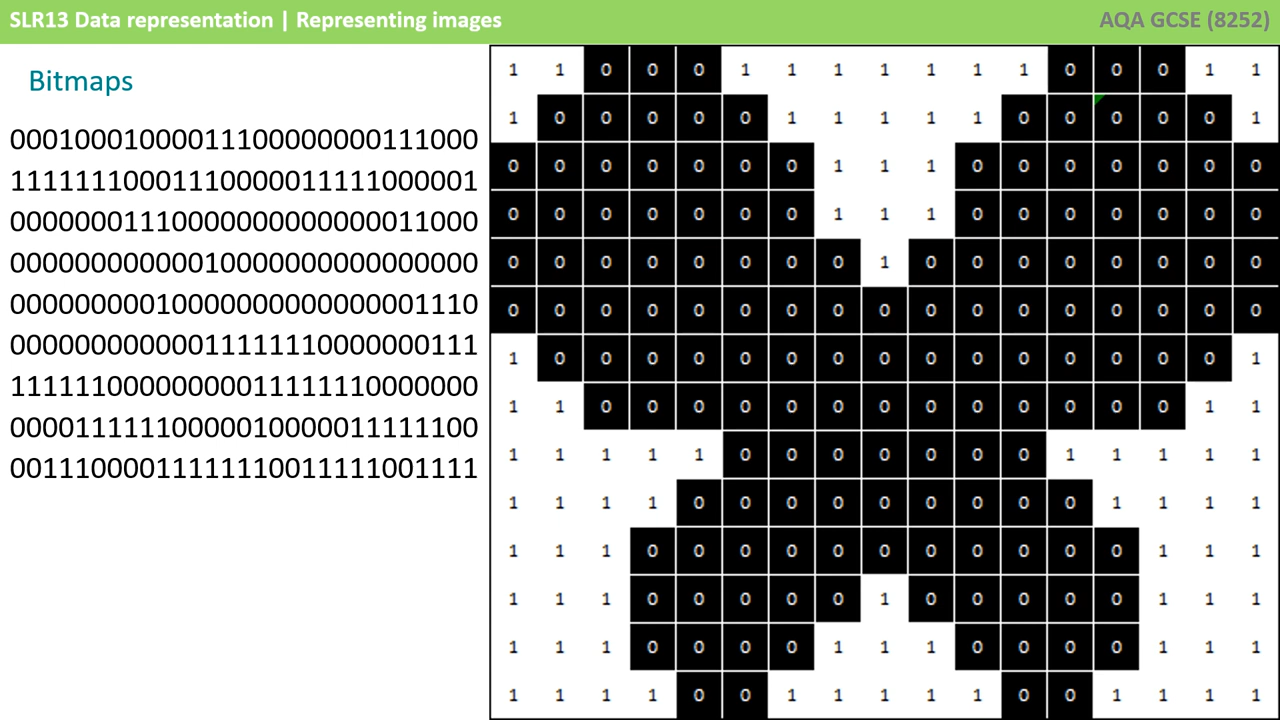 SLR13 Data representation | Representing images
AQA GCSE (8252)
Bitmaps
00010001000011100000000111000
11111110001110000011111000001
00000001110000000000000011000
00000000000010000000000000000
00000000010000000000000001110
00000000000011111110000000111
11111100000000011111110000000
00001111110000010000011111100
00111000011111110011111001111
1 1 0 0 0 1 1 1 1 1 1 1 0 0 0 1 1
1 0 0 0 0 0 1 1 1 1 1 0 0 0 0 0 1
0 0 0 0 0 0 0 1 1 1 0 0 0 0 0 0 0
0 0 0 0 0 0 0 1 1 1 0 0 0 0 0 0 0
0 0 0 0 0 0 0 0 1 0 0 0 0 0 0 0 0
0 0 0 0 0 0 0 0 0 0 0 0 0 0 0 0 0
1 0 0 0 0 0 0 0 0 0 0 0 0 0 0 0 1
1 1 0 0 0 0 0 0 0 0 0 0 0 0 0 1 1
1 1 1 1 1 0 0 0 0 0 0 0 1 1 1 1 1
1 1 1 1 0 0 0 0 0 0 0 0 0 1 1 1 1
1 1 1 0 0 0 0 0 0 0 0 0 0 0 1 1 1
1 1 1 0 0 0 0 0 1 0 0 0 0 0 1 1 1
1 1 1 0 0 0 0 1 1 1 0 0 0 0 1 1 1
1 1 1 1 0 0 1 1 1 1 1 0 0 1 1 1 1